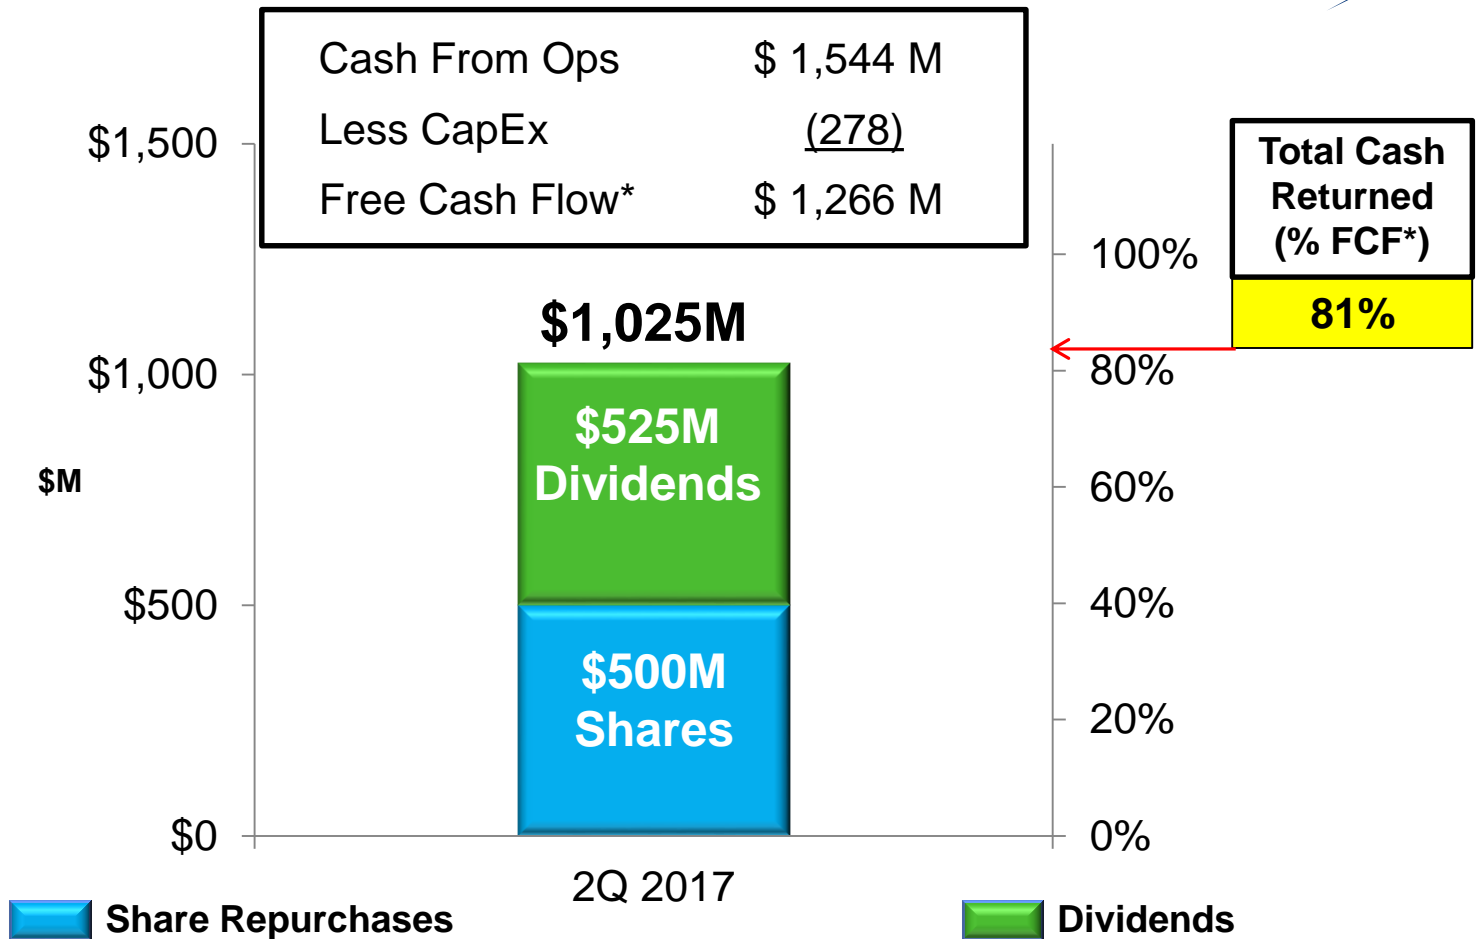 Cash From Ops $ 1,544 M
Less CapEx (278)
Free Cash Flow* $ 1,266 M
Total Cash
Returned
(% FCF*)
81%
$1,500
$1,000
$500
$0
$M
100%
80%
60%
40%
20%
0%
$1,025M
$525M
Dividends
$500M
Shares
2Q 2017
Share Repurchases
Dividends